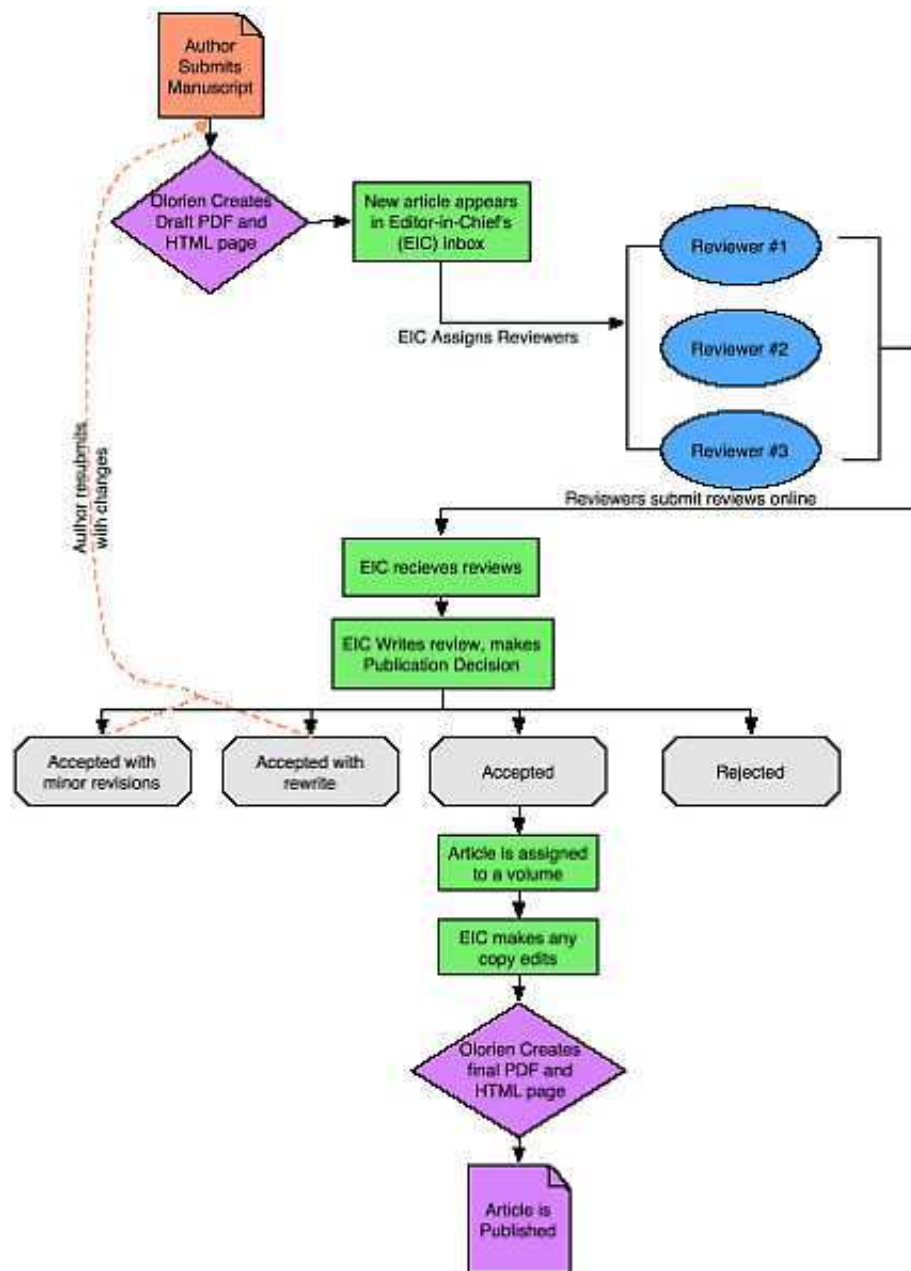 Author
Submits
Manuscript
Olorien Creates
Draft PDF and
HTML page
New article appears
in Editor-in-Chief's
(EIC) inbox
Reviewer #1
EIC Assigns Reviewers
Reviewer #2
Reviewer #3
Reviewers submit reviews online
Author resubmits
with changes
EIC recieves reviews
EIC Writes review, makes
Publication Decision
Accepted with
minor revisions
Accepted with
rewrite
Accepted
Rejected
Article is assigned
to a volume
EIC makes any
copy edits
Olorien Creates
final PDF and
HTML page
Article is
Published